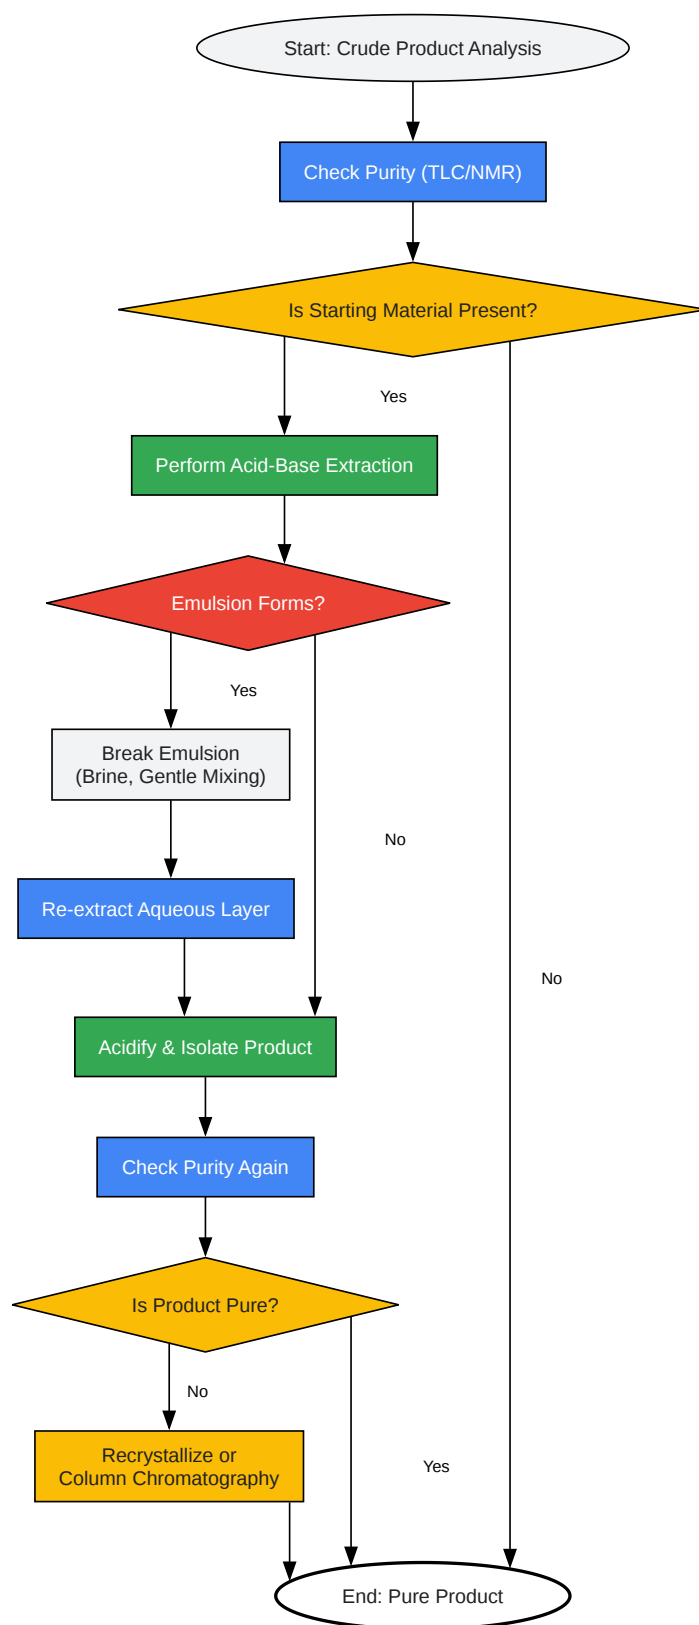 Start: Crude Product Analysis
Check Purity (TLC/NMR)
Is Starting Material Present?
Yes
Perform Acid-Base Extraction
Emulsion Forms?
Yes
Break Emulsion
(Brine, Gentle Mixing)
No
Re-extract Aqueous Layer
No
Acidify & Isolate Product
Check Purity Again
Is Product Pure?
No
Recrystallize or
Column Chromatography
Yes
End: Pure Product